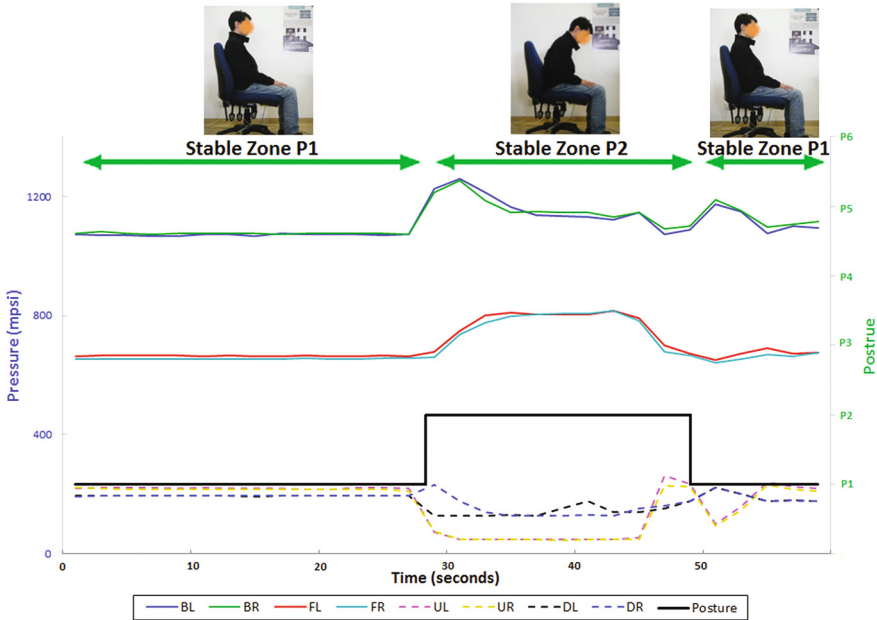 Stable Zone P1
Stable Zone P2
Stable Zone P1
P6
1200
P5
P4
Pressure (mpsi)
800
P3
Postrue
400
P2
P1
0
0 10 20 30 40 50
Time (seconds)
BL BR FL FR UL UR DL DR Posture